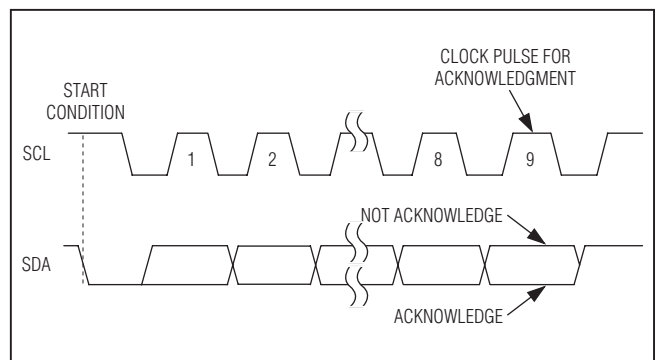 CLOCK PULSE FOR
ACKNOWLEDGMENT
START
CONDITION
SCL
1
2
8
9
NOT ACKNOWLEDGE
SDA
ACKNOWLEDGE